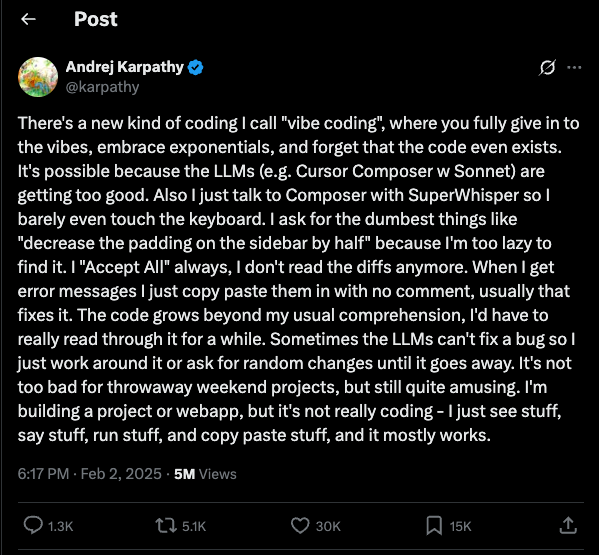 Post
Andrej Karpathy
@karpathy
There's a new kind of coding I call "vibe coding", where you fully give in to
the vibes, embrace exponentials, and forget that the code even exists.
It's possible because the LLMs (e.g. Cursor Composer w Sonnet) are
getting too good. Also I just talk to Composer with SuperWhisper so I
barely even touch the keyboard. I ask for the dumbest things like
"decrease the padding on the sidebar by half" because I'm too lazy to
find it. I "Accept All" always, I don't read the diffs anymore. When I get
error messages I just copy paste them in with no comment, usually that
fixes it. The code grows beyond my usual comprehension, I'd have to
really read through it for a while. Sometimes the LLMs can't fix a bug so I
just work around it or ask for random changes until it goes away. It's not
too bad for throwaway weekend projects, but still quite amusing. I'm
building a project or webapp, but it's not really coding - I just see stuff,
say stuff, run stuff, and copy paste stuff, and it mostly works.
6:17 PM · Feb 2, 2025 · 5M Views
1.3K 5.1K 30K 15K